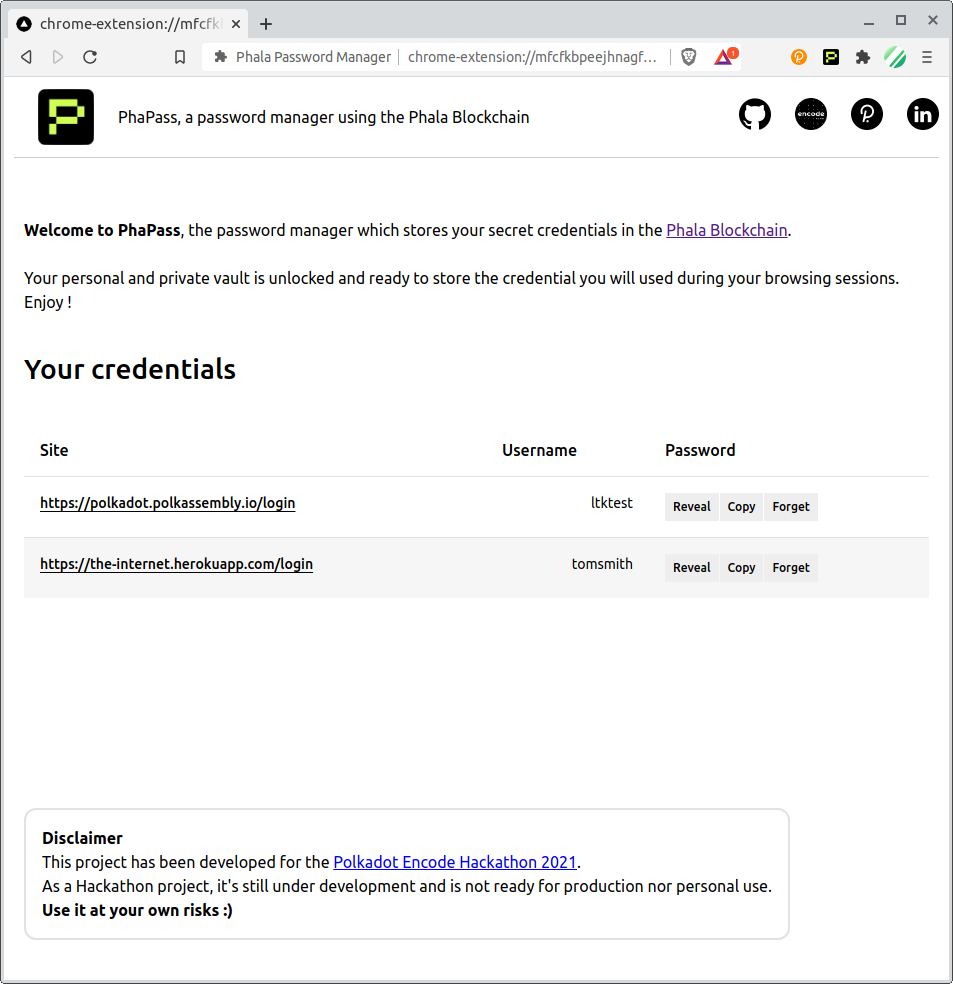 chrome-extension://mfcfkb
Phala Password Manager
chrome-extension://mfcfkbpeejhnagf...
1
PhaPass, a password manager using the Phala Blockchain
encode
in
Welcome to PhaPass, the password manager which stores your secret credentials in the Phala Blockchain.
Your personal and private vault is unlocked and ready to store the credential you will used during your browsing sessions.
Enjoy !
Your credentials
Site Username Password
https://polkadot.polkassembly.io/login ltktest Reveal Copy Forget
https://the-internet.herokuapp.com/login tomsmith Reveal Copy Forget
Disclaimer
This project has been developed for the Polkadot Encode Hackathon 2021.
As a Hackathon project, it's still under development and is not ready for production nor personal use.
Use it at your own risks :)